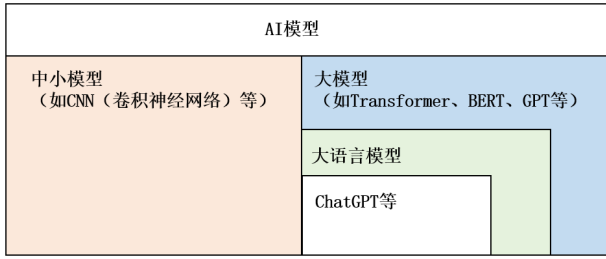 AI模型
中小模型
（如CNN（卷积神经网络）等）
大模型
（如Transformer、BERT、GPT等）
大语言模型
ChatGPT等